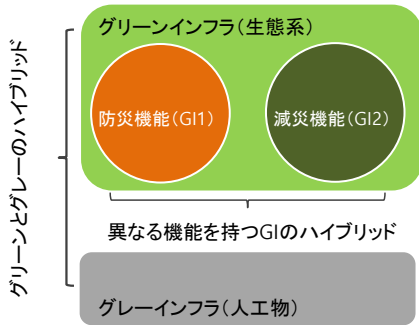 グリーンインフラ(生態系)
防災機能(GI1)
減災機能(GI2)
異なる機能を持つGIのハイブリッド
グレーインフラ(人工物)
グリーンとグレーのハイブリッド